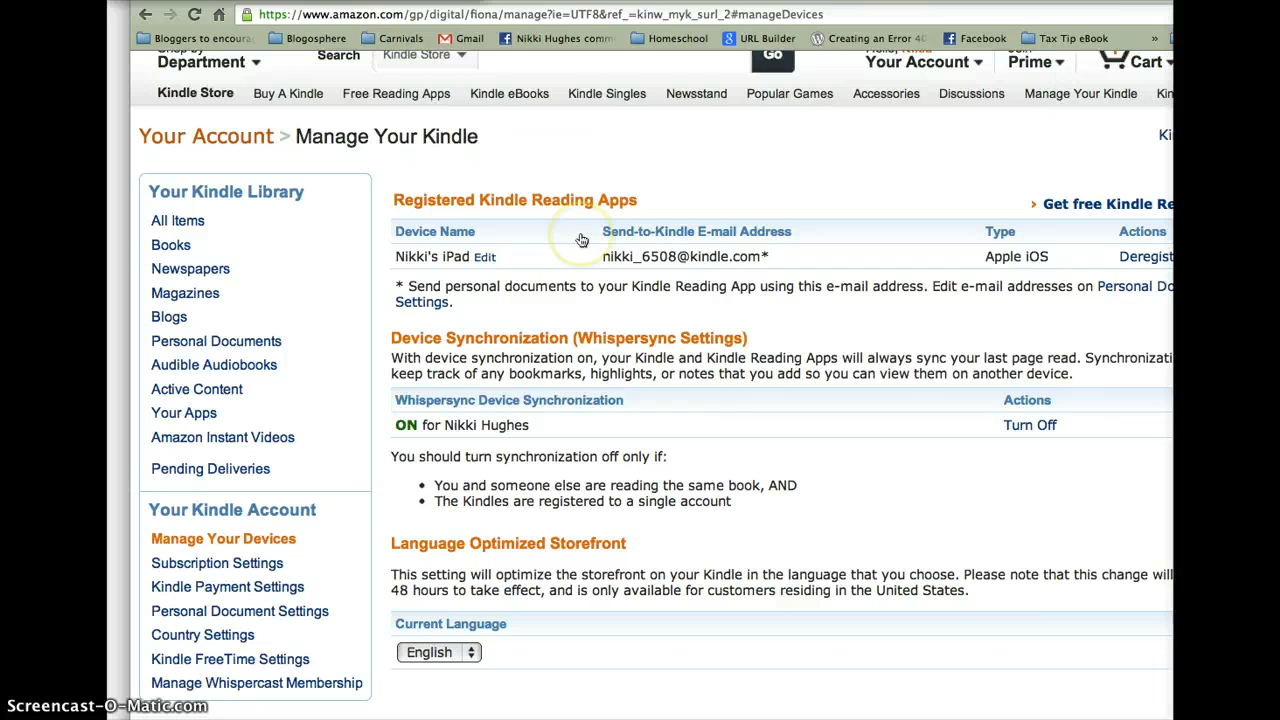 https://www.amazon.com/gp/digital/fiona/manage?ie=UTF8&ref_=kinw_myk_surl_2#manageDevices
Bloggers to encoura Blogosphere Carnivals Gmail Nikki Hughes comm Homeschool URL Builder Creating an Error 40 Facebook Tax Tip eBook »
Department Search Kindle Store Go Your Account Prime Cart
Kindle Store Buy A Kindle Free Reading Apps Kindle eBooks Kindle Singles Newsstand Popular Games Accessories Discussions Manage Your Kindle Kin
Your Account > Manage Your Kindle Ki
Your Kindle Library
All Items
Books
Newspapers
Magazines
Blogs
Personal Documents
Audible Audiobooks
Active Content
Your Apps
Amazon Instant Videos
Pending Deliveries
Your Kindle Account
Manage Your Devices
Subscription Settings
Kindle Payment Settings
Personal Document Settings
Country Settings
Kindle FreeTime Settings
Manage Whispercast Membership
Registered Kindle Reading Apps
› Get free Kindle Re
Device Name Send-to-Kindle E-mail Address Type Actions
Nikki's iPad Edit nikki_6508@kindle.com* Apple iOS Deregist
* Send personal documents to your Kindle Reading App using this e-mail address. Edit e-mail addresses on Personal Do
Settings.
Device Synchronization (Whispersync Settings)
With device synchronization on, your Kindle and Kindle Reading Apps will always sync your last page read. Synchronizati
keep track of any bookmarks, highlights, or notes that you add so you can view them on another device.
Whispersync Device Synchronization Actions
ON for Nikki Hughes Turn Off
You should turn synchronization off only if:
• You and someone else are reading the same book, AND
• The Kindles are registered to a single account
Language Optimized Storefront
This setting will optimize the storefront on your Kindle in the language that you choose. Please note that this change will
48 hours to take effect, and is only available for customers residing in the United States.
Current Language
English
Screencast-O-Matic.com